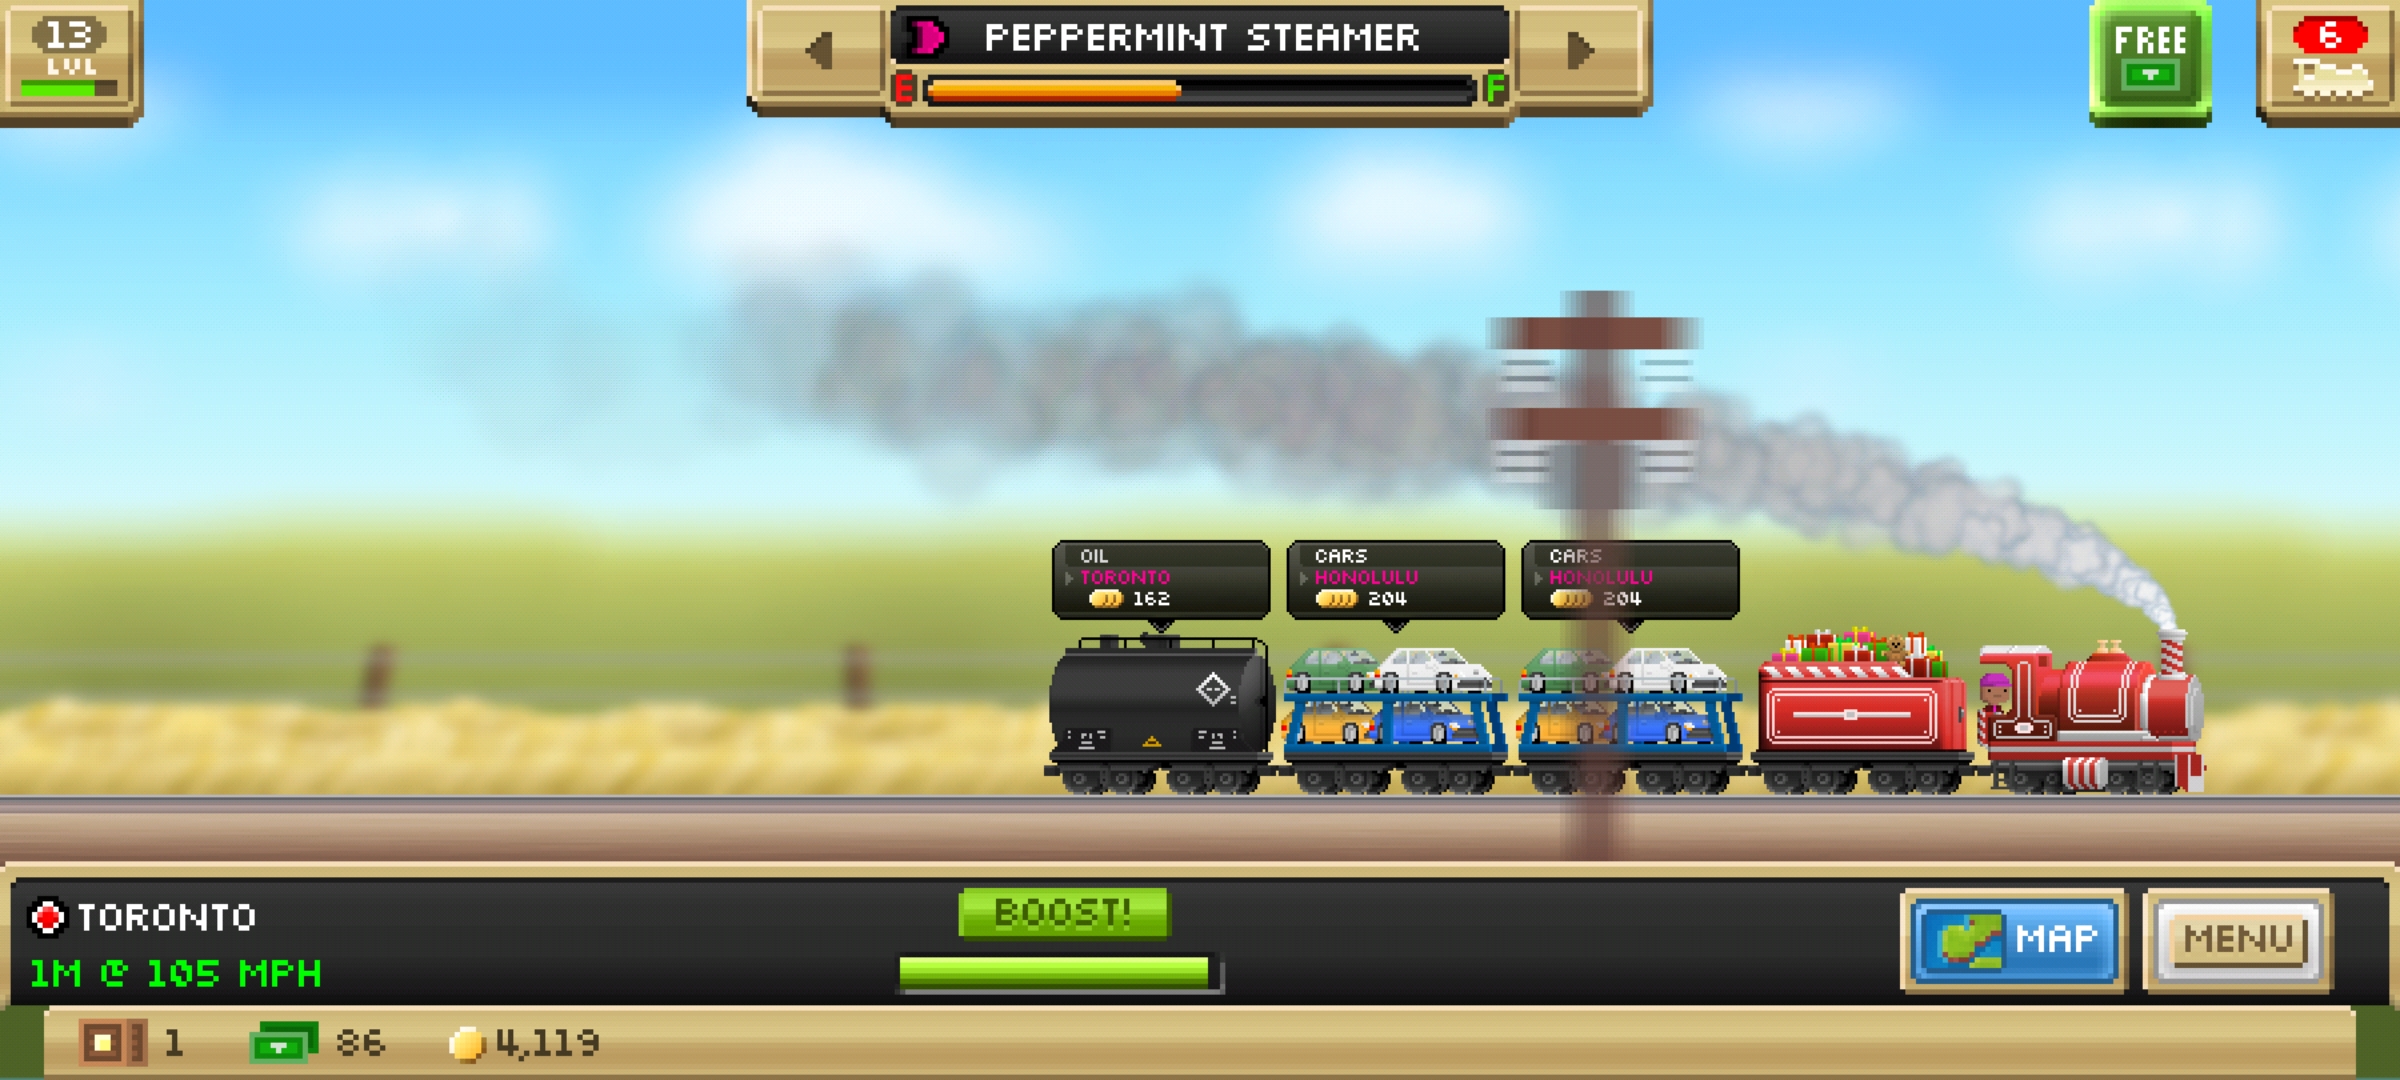 13
LVL
PEPPERMINT STEAMER
E F
FREE
6
OIL
TORONTO
162
CARS
HONOLULU
204
CARS
HONOLULU
204
TORONTO
1M @ 105 MPH
BOOST!
MAP
MENU
1
86
4,119